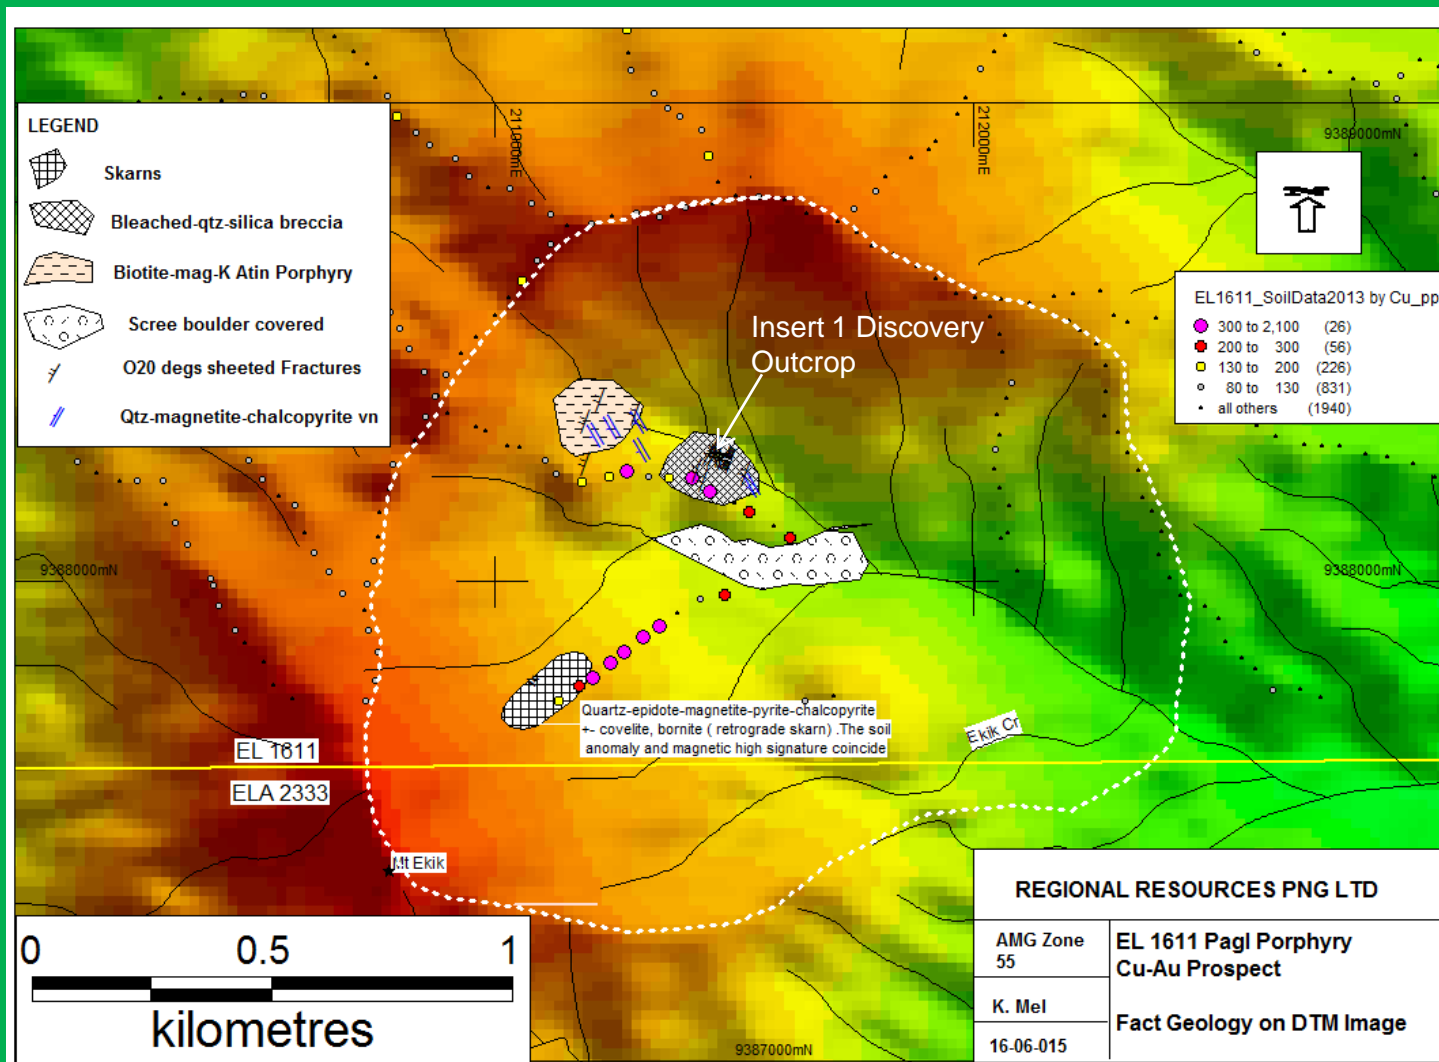 LEGEND
Skarns
Bleached-qtz-silica breccia
Biotite-mag-K Atin Porphyry
Scree boulder covered
O20 degs sheeted Fractures
Qtz-magnetite-chalcopyrite vn
211000mE
212000mE
9389000mN
EL1611_SoilData2013 by Cu_pp
300 to 2,100 (26)
200 to 300 (56)
130 to 200 (226)
80 to 130 (831)
all others (1940)
Insert 1 Discovery
Outcrop
9388000mN
9388000mN
Quartz-epidote-magnetite-pyrite-chalcopyrite
+- covelite, bornite ( retrograde skarn) .The soil
anomaly and magnetic high signature coincide
Ekik Cr
EL 1611
ELA 2333
Mt Ekik
0 0.5 1
kilometres
9387000mN
REGIONAL RESOURCES PNG LTD
AMG Zone
55
EL 1611 Pagl Porphyry
Cu-Au Prospect
K. Mel
Fact Geology on DTM Image
16-06-015